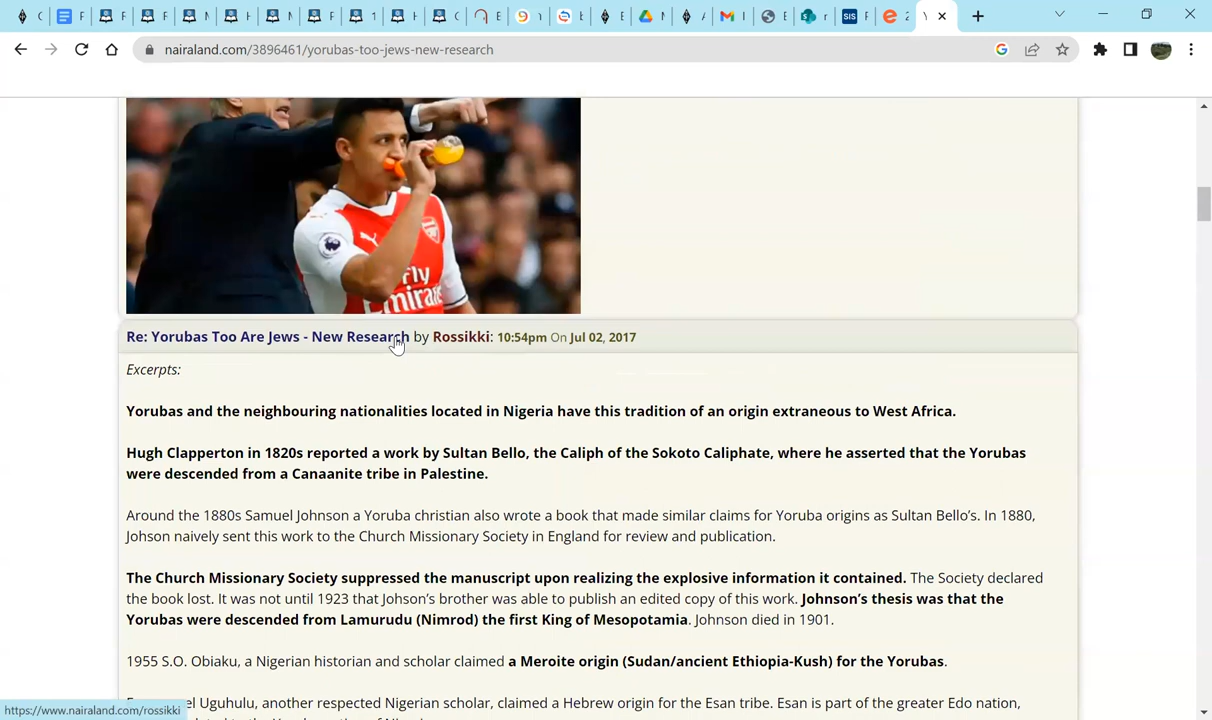 nairaland.com/3896461/yorubas-too-jews-new-research
fly
Emirate
Re: Yorubas Too Are Jews - New Research by Rossikki: 10:54pm On Jul 02, 2017
Excerpts:
Yorubas and the neighbouring nationalities located in Nigeria have this tradition of an origin extraneous to West Africa.
Hugh Clapperton in 1820s reported a work by Sultan Bello, the Caliph of the Sokoto Caliphate, where he asserted that the Yorubas
were descended from a Canaanite tribe in Palestine.
Around the 1880s Samuel Johnson a Yoruba christian also wrote a book that made similar claims for Yoruba origins as Sultan Bello’s. In 1880,
Johson naively sent this work to the Church Missionary Society in England for review and publication.
The Church Missionary Society suppressed the manuscript upon realizing the explosive information it contained. The Society declared
the book lost. It was not until 1923 that Johson’s brother was able to publish an edited copy of this work. Johnson’s thesis was that the
Yorubas were descended from Lamurudu (Nimrod) the first King of Mesopotamia. Johnson died in 1901.
1955 S.O. Obiaku, a Nigerian historian and scholar claimed a Meroite origin (Sudan/ancient Ethiopia-Kush) for the Yorubas.
el Uguhulu, another respected Nigerian scholar, claimed a Hebrew origin for the Esan tribe. Esan is part of the greater Edo nation,
https://www.nairaland.com/rossikki